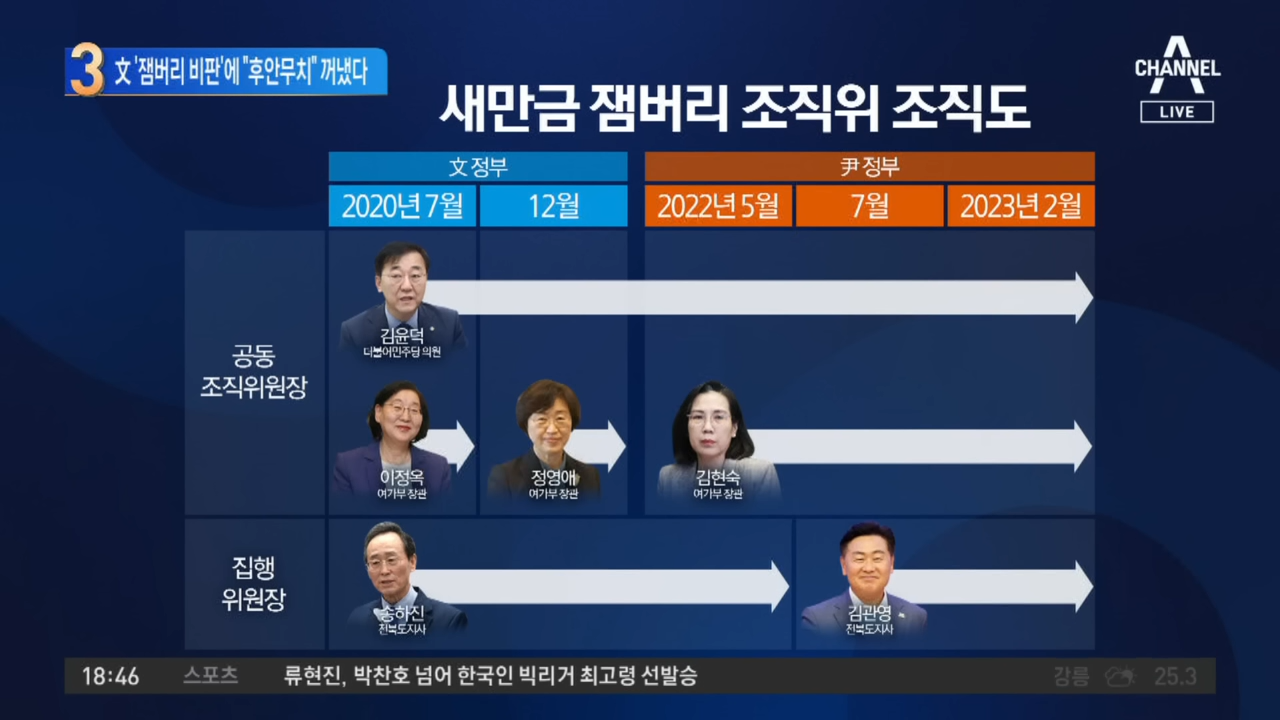 3 文 '잼버리 비판'에 "후안무치" 꺼냈다
CHANNEL A
LIVE
새만금 잼버리 조직위 조직도
文 정부
尹 정부
2020년 7월
12월
2022년 5월
7월
2023년 2월
공동
조직위원장
김윤덕
더불어민주당 의원
이정옥
여가부 장관
정영애
여가부 장관
김현숙
여가부 장관
집행
위원장
송하진
전북도지사
김관영
전북도지사
18:46 스포츠 류현진, 박찬호 넘어 한국인 빅리거 최고령 선발승 강릉 25.3